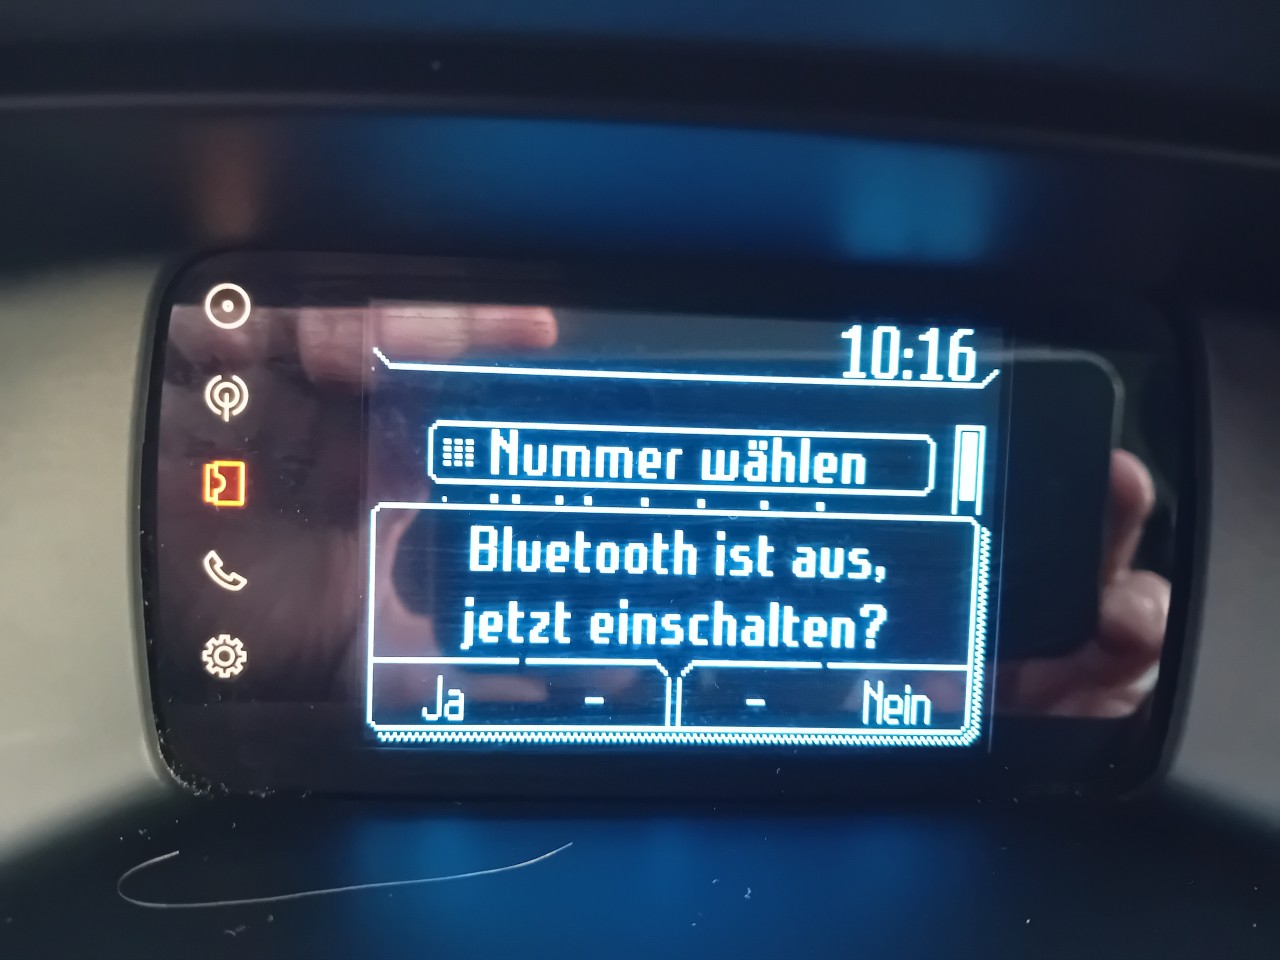 10:16
Nummer wählen
Bluetooth ist aus,
jetzt einschalten?
Ja - - Nein